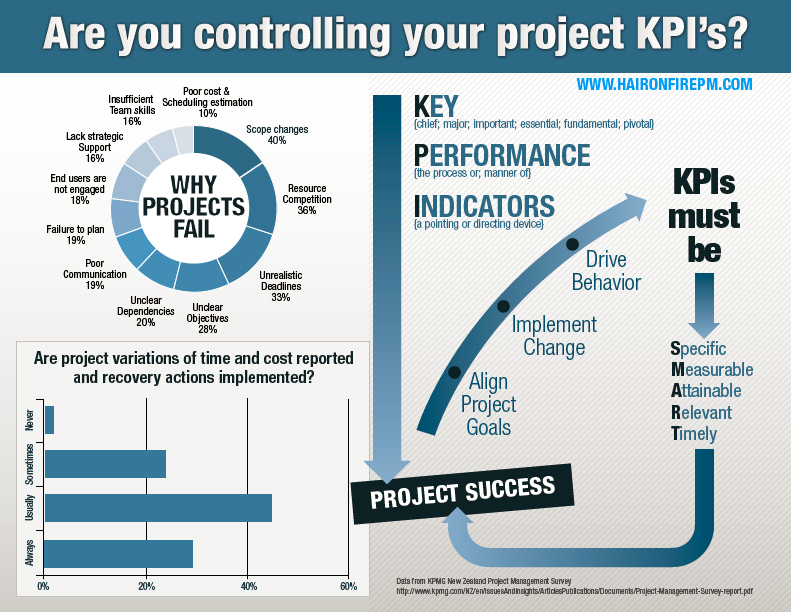 Are you controlling your project KPI's?
WWW.HAIRONFIREPM.COM
Poor cost &
Scheduling estimation
10%
Insufficient
Team skills
16%
Lack strategic
Support
16%
End users are
not engaged
18%
Failure to plan
19%
Poor
Communication
19%
Unclear
Dependencies
20%
Unclear
Objectives
28%
Unrealistic
Deadlines
33%
Resource
Competition
36%
Scope changes
40%
WHY
PROJECTS
FAIL
KEY
{chief; major; important; essential; fundamental; pivotal}
PERFORMANCE
{the process or; manner of}
INDICATORS
{a pointing or directing device}
Drive
Behavior
Implement
Change
Align
Project
Goals
KPIs
must
be
Specific
Measurable
Attainable
Relevant
Timely
PROJECT SUCCESS
Are project variations of time and cost reported
and recovery actions implemented?
Never
Sometimes
Usually
Always
0%
20%
40%
60%
Data from KPMG New Zealand Project Management Survey
http://www.kpmg.com/NZ/en/IssuesAndInsights/ArticlesPublications/Documents/Project-Management-Survey-report.pdf